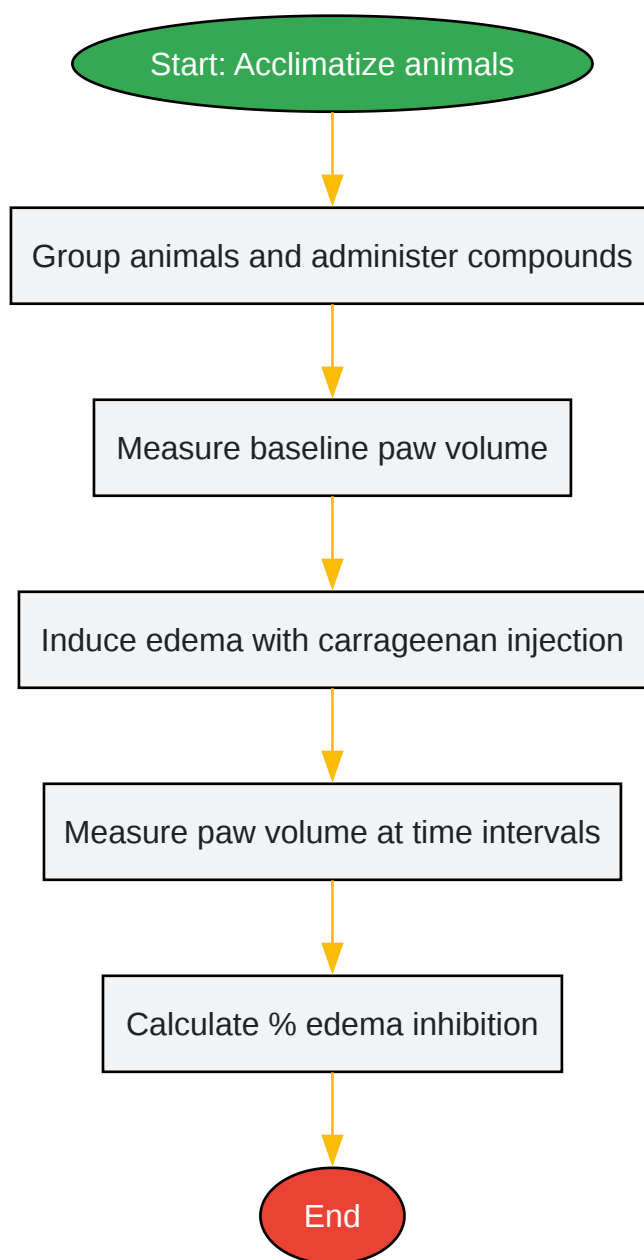 Start: Acclimatize animals
Group animals and administer compounds
Measure baseline paw volume
Induce edema with carrageenan injection
Measure paw volume at time intervals
Calculate % edema inhibition
End